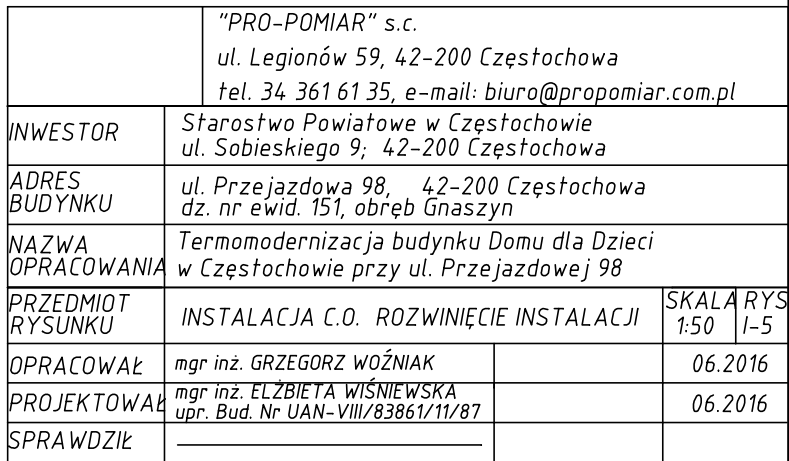 "PRO-POMIAR" s.c.
ul. Legionów 59, 42-200 Częstochowa
tel. 34 361 61 35, e-mail: biuro@propomiar.com.pl
INWESTOR
Starostwo Powiatowe w Częstochowie
ul. Sobieskiego 9; 42-200 Częstochowa
ADRES
BUDYNKU
ul. Przejazdowa 98, 42-200 Częstochowa
dz. nr ewid. 151, obręb Gnaszyn
NAZWA
OPRACOWANIA
Termomodernizacja budynku Domu dla Dzieci
w Częstochowie przy ul. Przejazdowej 98
PRZEDMIOT
RYSUNKU
INSTALACJA C.O. ROZWINIĘCIE INSTALACJI
SKALA
1:50
RYS
I-5
OPRACOWAŁ
mgr inż. GRZEGORZ WOŹNIAK
06.2016
PROJEKTOWAŁ
mgr inż. ELŻBIETA WIŚNIEWSKA
upr. Bud. Nr UAN-VIII/83861/11/87
06.2016
SPRAWDZIŁ